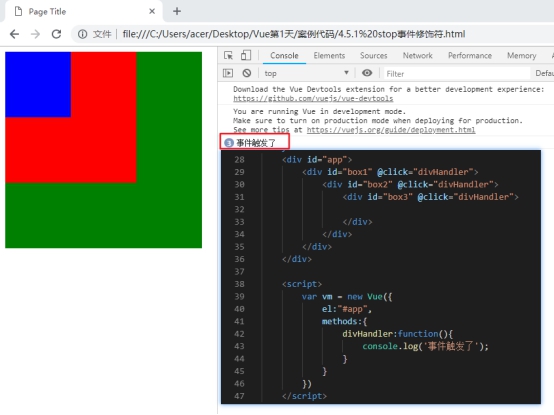 Page Title
文件 | file:///C:/Users/acer/Desktop/Vue第1天/案例代码/4.5.1%20stop事件修饰符.html
Elements Console Sources Network Performance Memory
top Filter Defau
Download the Vue Devtools extension for a better development experience:
https://github.com/vuejs/vue-devtools
You are running Vue in development mode.
Make sure to turn on production mode when deploying for production.
See more tips at https://vuejs.org/guide/deployment.html
3 事件触发了
28 <div id="app">
29 <div id="box1" @click="divHandler">
30 <div id="box2" @click="divHandler">
31 <div id="box3" @click="divHandler">
32
33 </div>
34 </div>
35 </div>
36 </div>
37
38 <script>
39 var vm = new Vue({
40 el:"#app",
41 methods:{
42 divHandler:function(){
43 console.log('事件触发了');
44 }
45 }
46 })
47 </script>